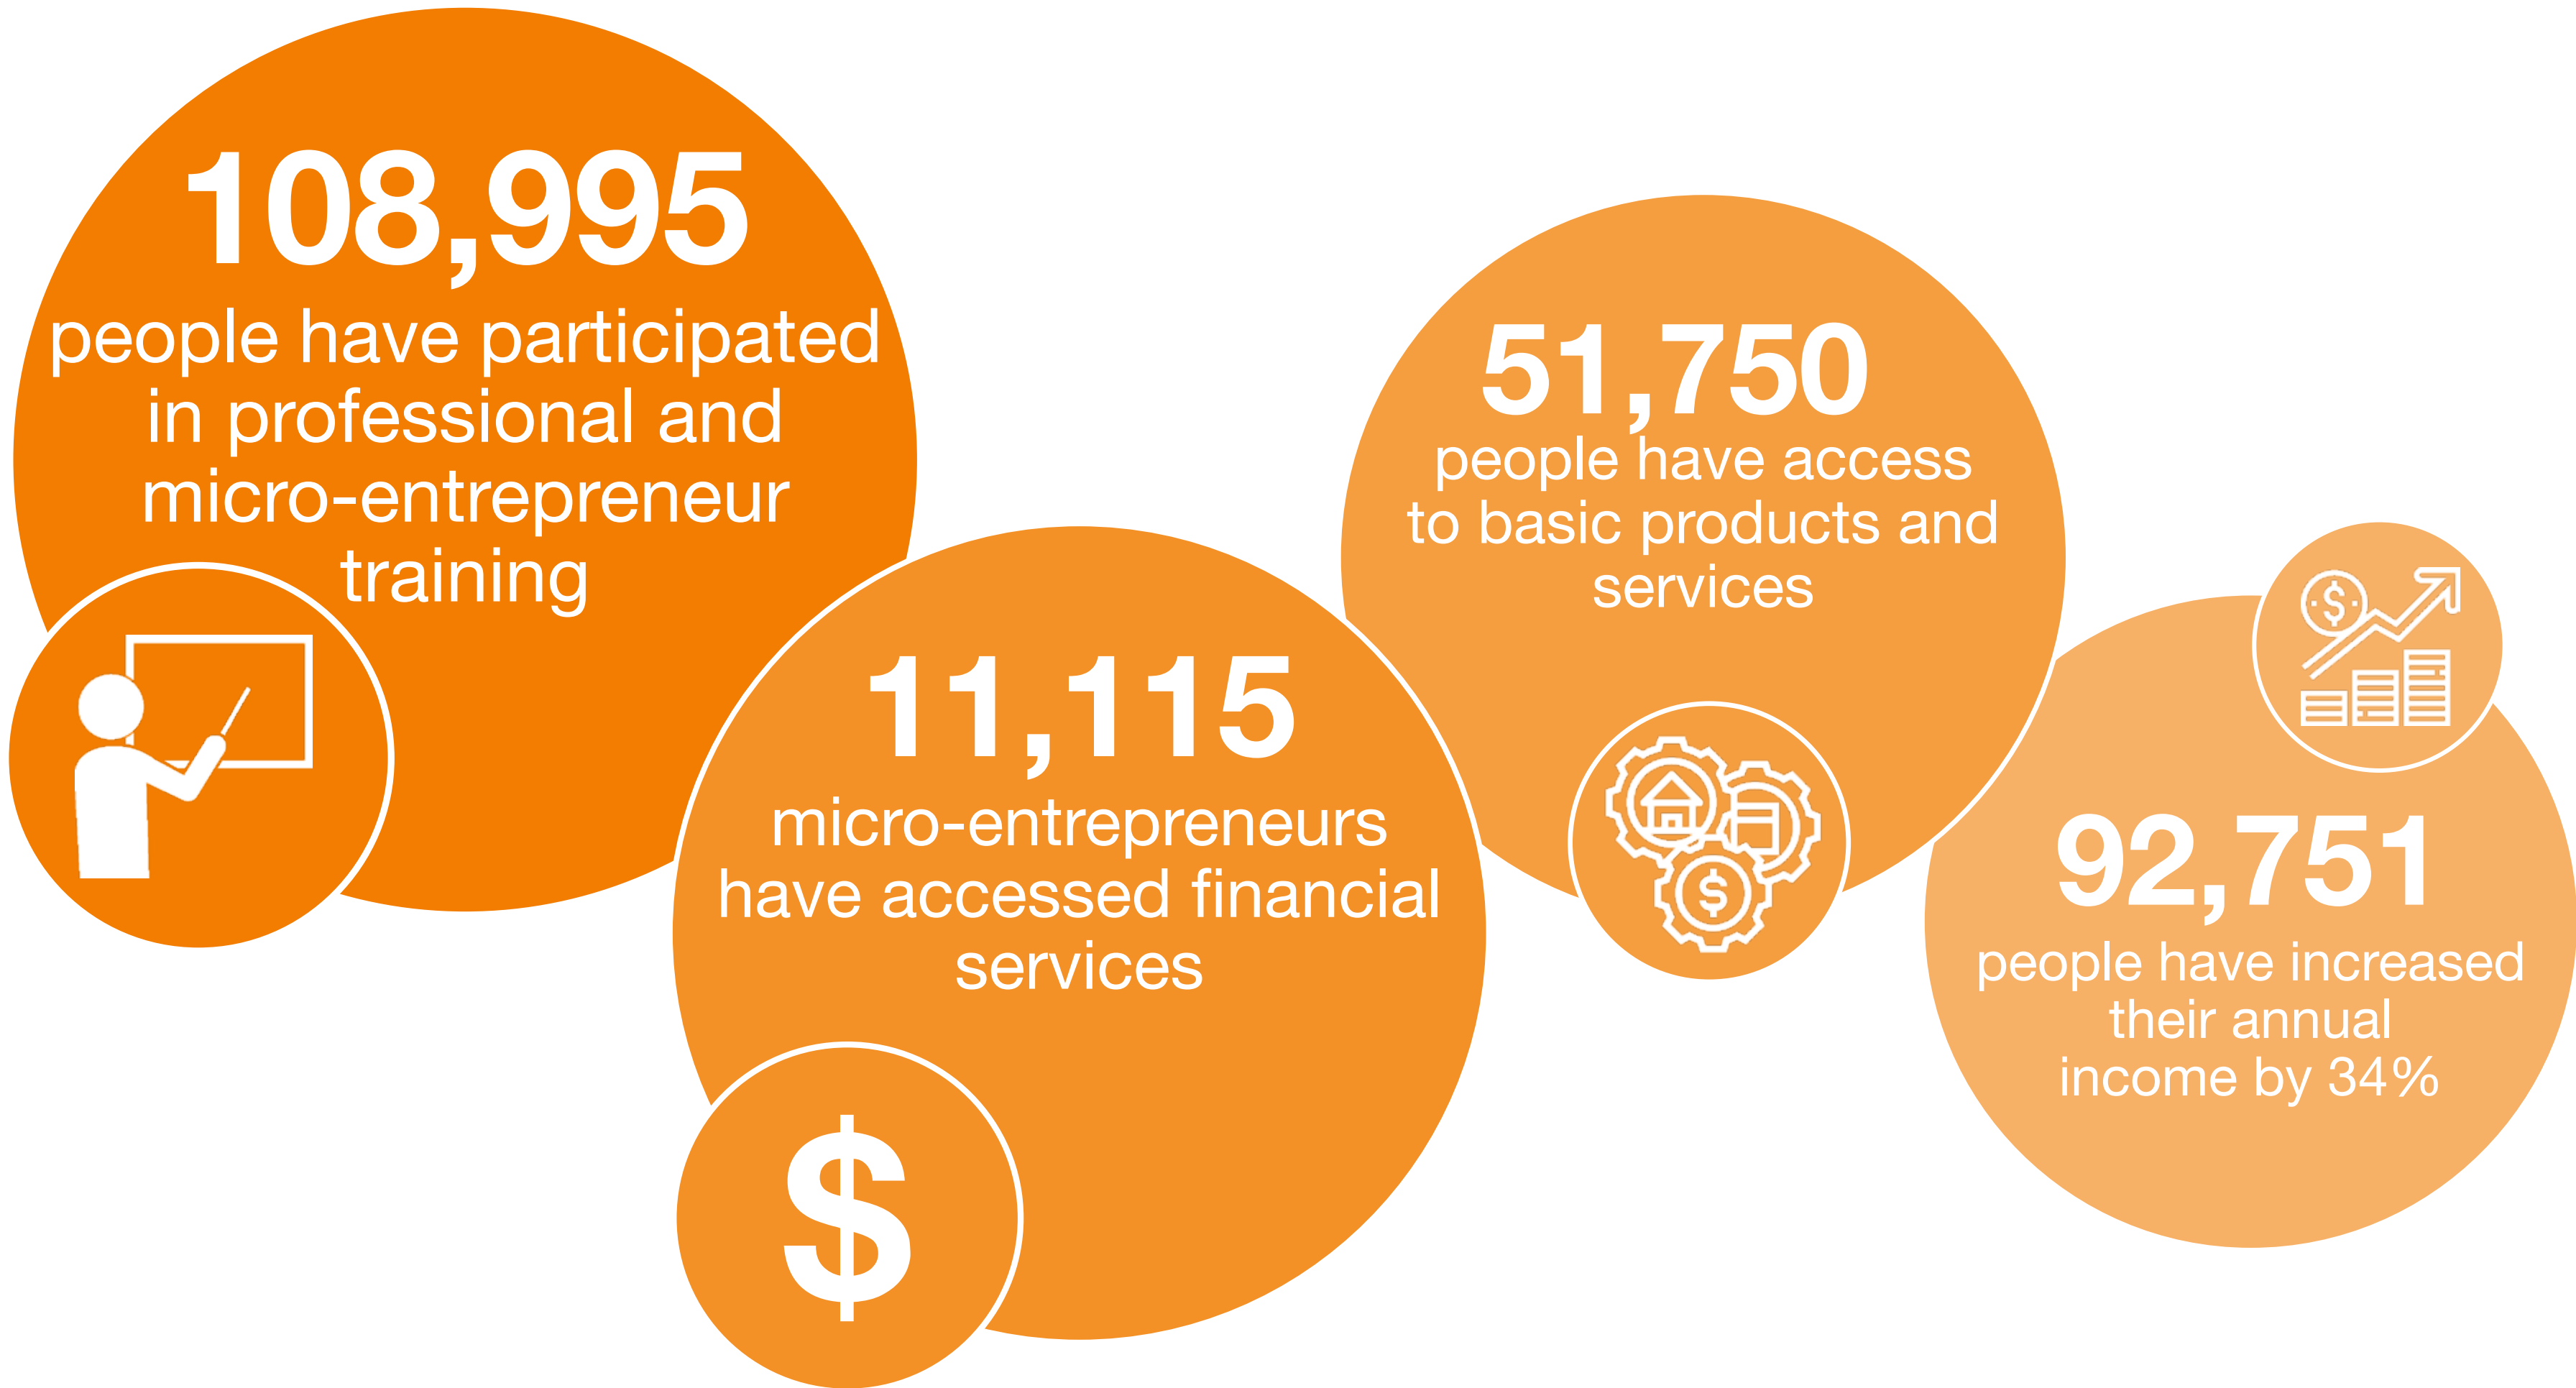 108,995
people have participated
in professional and
micro-entrepreneur
training
11,115
micro-entrepreneurs
have accessed financial
services
$
51,750
people have access
to basic products and
services
$
92,751
people have increased
their annual
income by 34%
$